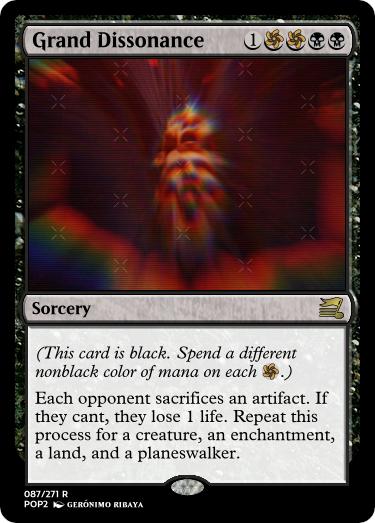 Grand Dissonance 1
Sorcery
(This card is black. Spend a different
nonblack color of mana on each .)
Each opponent sacrifices an artifact. If
they cant, they lose 1 life. Repeat this
process for a creature, an enchantment,
a land, and a planeswalker.
087/271 R
POP2 GERÓNIMO RIBAYA